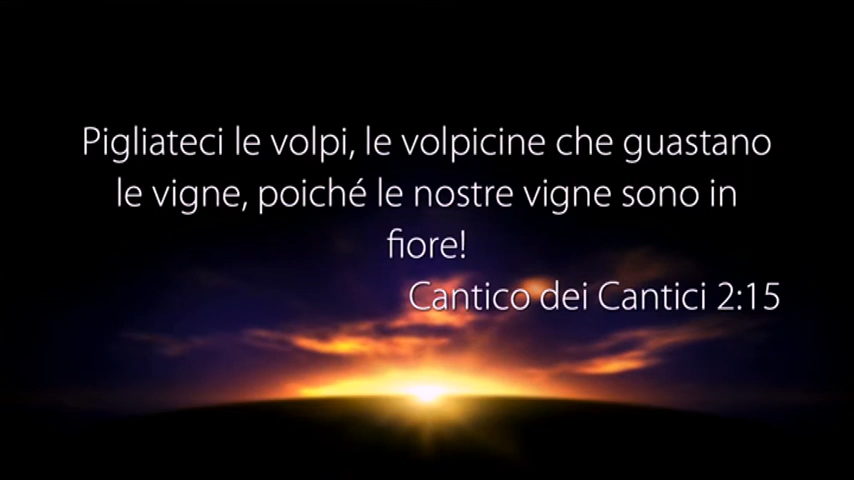 Pigliateci le volpi, le volpicine che guastano
le vigne, poiché le nostre vigne sono in
fiore!
Cantico dei Cantici 2:15